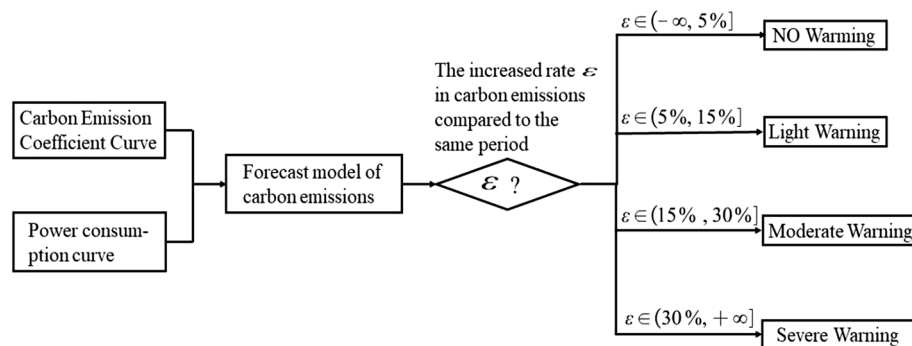 Carbon Emission
Coefficient Curve
Power consum-
ption curve
Forecast model of
carbon emissions
The increased rate ε
in carbon emissions
compared to the
same period
ε ?
ε∈(−∞, 5%]
NO Warming
ε∈(5%, 15%]
Light Warning
ε∈(15% , 30%]
Moderate Warning
ε∈(30%, +∞]
Severe Warning